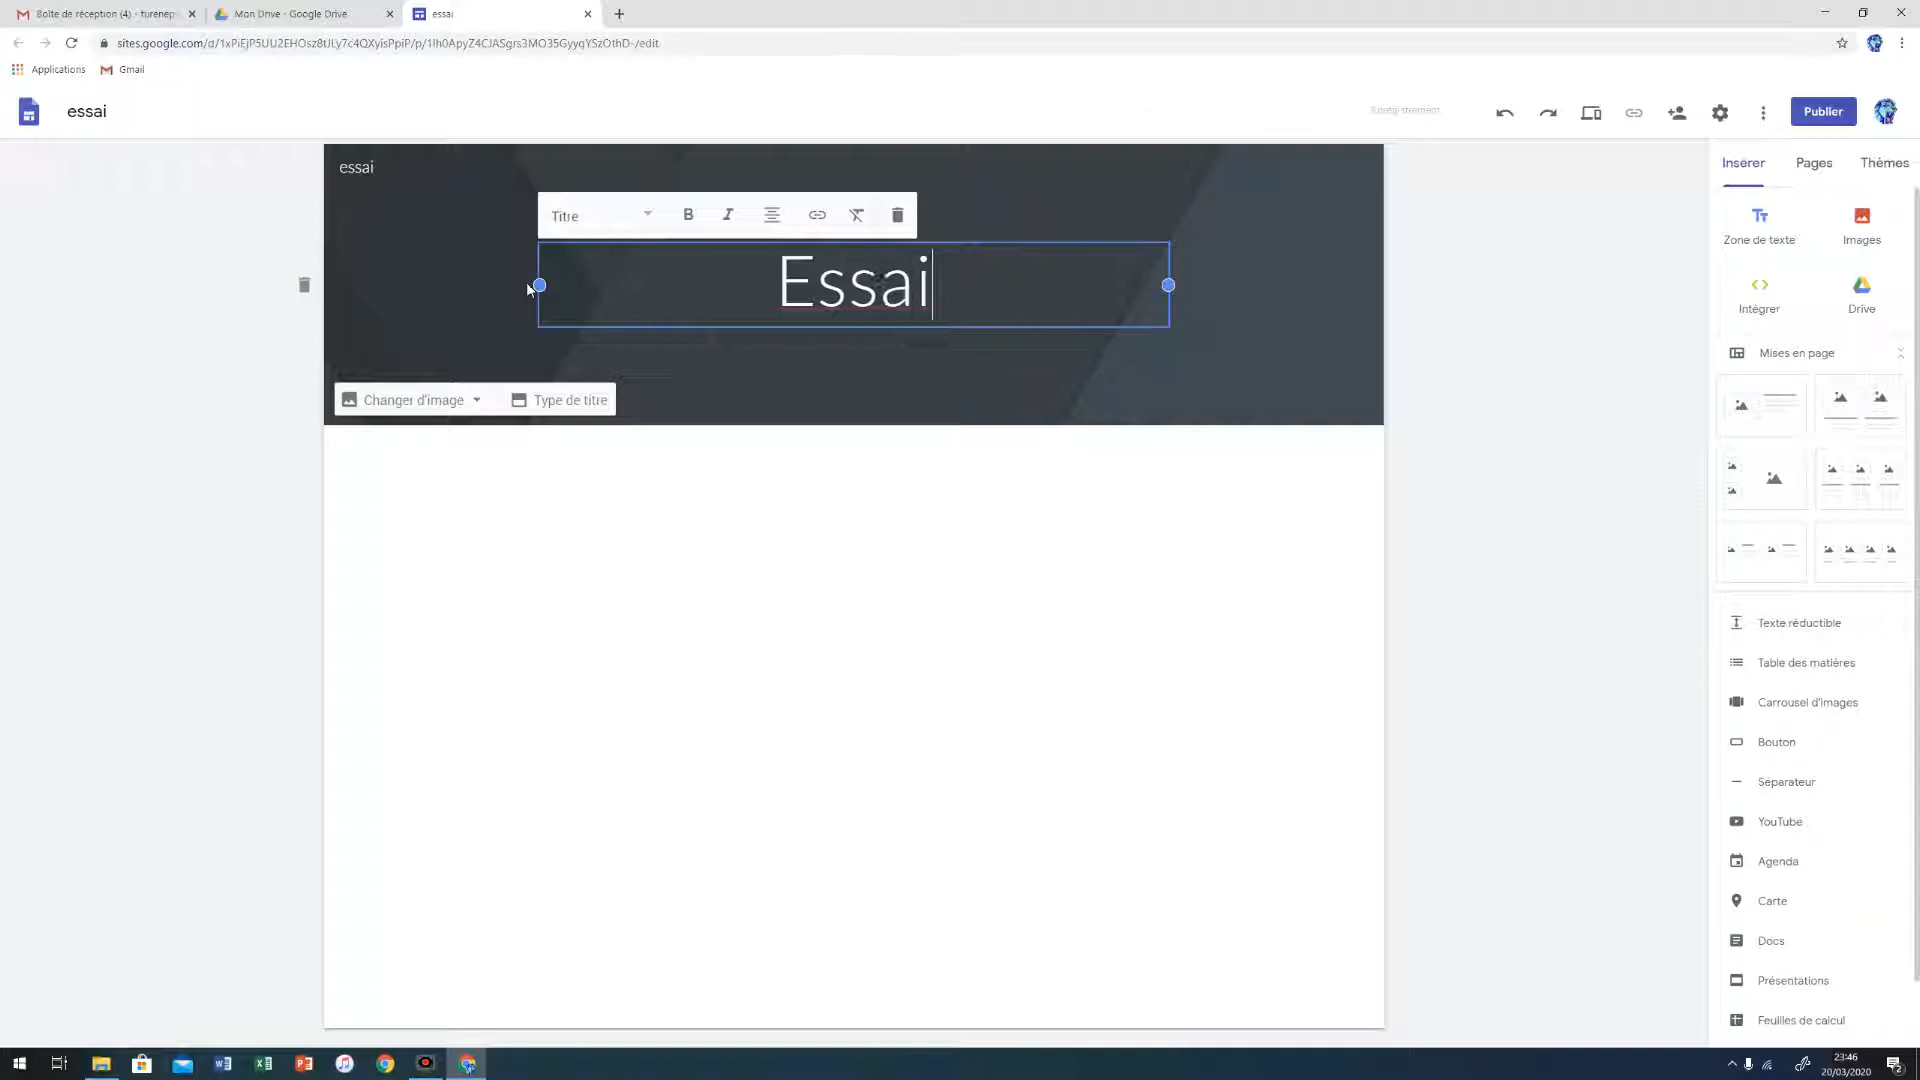 Boîte de réception (4) - turenep
Mon Drive - Google Drive
essai
sites.google.com/d/1xPiEjP5UU2EHOsz8tJLy7c4QXyisPpiP/p/1Ih0ApyZ4CJASgrs3MO35GyyqYSzOthD-/edit
Applications
Gmail
essai
Enregistrement
Publier
essai
Titre
B
I
Essai
Changer d'image
Type de titre
Insérer
Pages
Thèmes
Zone de texte
Images
Intégrer
Drive
Mises en page
Texte réductible
Table des matières
Carrousel d'images
Bouton
Séparateur
YouTube
Agenda
Carte
Docs
Présentations
Feuilles de calcul
23:46
20/03/2020